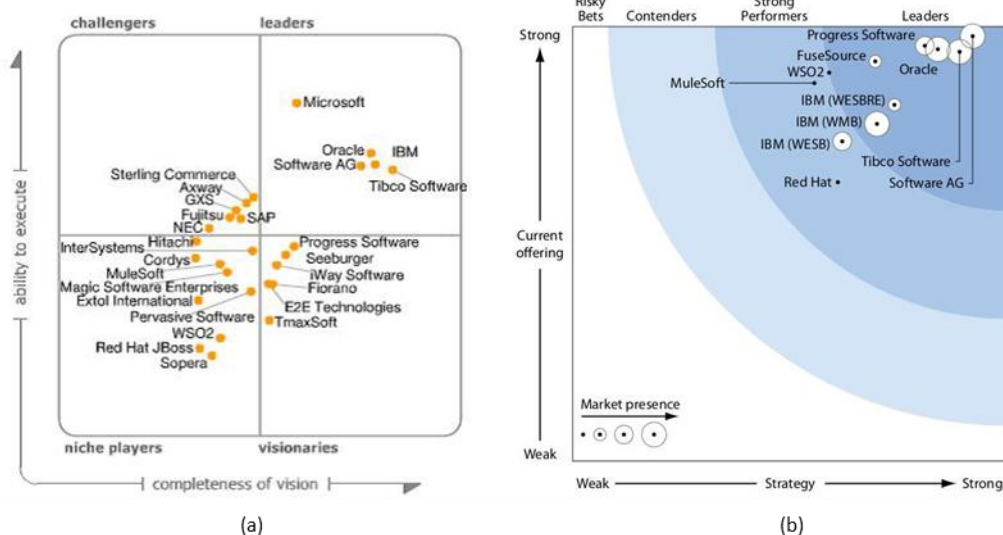 challengers
leaders
Microsoft
Oracle
IBM
Software AG
Tibco Software
Sterling Commerce
Axway
GXS
Fujitsu
SAP
NEC
Hitachi
InterSystems
Progress Software
Cordys
Seeburger
MuleSoft
iWay Software
Magic Software Enterprises
Fiorano
Extol International
E2E Technologies
Pervasive Software
TmaxSoft
WSO2
Red Hat JBoss
Sopera
niche players
visionaries
ability to execute
completeness of vision
(a)
Risky
Bets
Contenders
Strong
Performers
Leaders
Strong
Progress Software
FuseSource
Oracle
WSO2
MuleSoft
IBM (WESBRE)
IBM (WMB)
IBM (WESB)
Tibco Software
Red Hat
Software AG
Current
offering
Market presence
Weak
Weak
Strategy
Strong
(b)